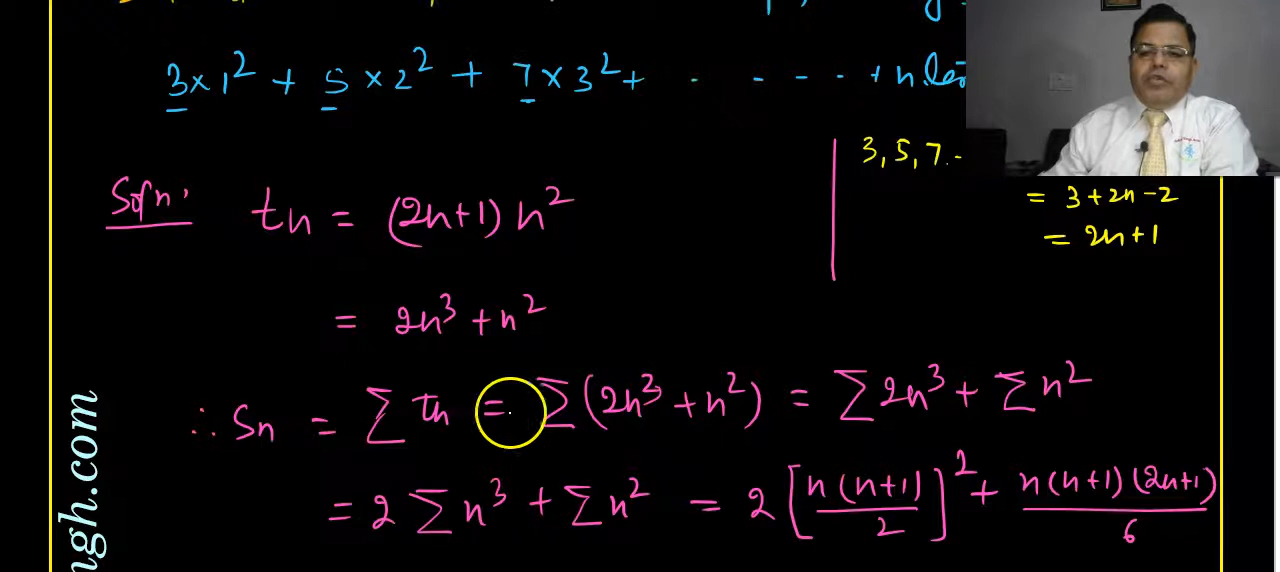 3×1² + 5×2² + 7×3² + - - - - - + n
3, 5, 7 . -
= 3 + 2n - 2
= 2n + 1
Solⁿ. tn = (2n+1) n²
= 2n³ + n²
∴ Sn = ∑ tn = ∑ (2n³ + n²) = ∑ 2n³ + ∑ n²
= 2 ∑ n³ + ∑ n² = 2 [n(n+1)/2]² + n(n+1)(2n+1)/6
ngh.com